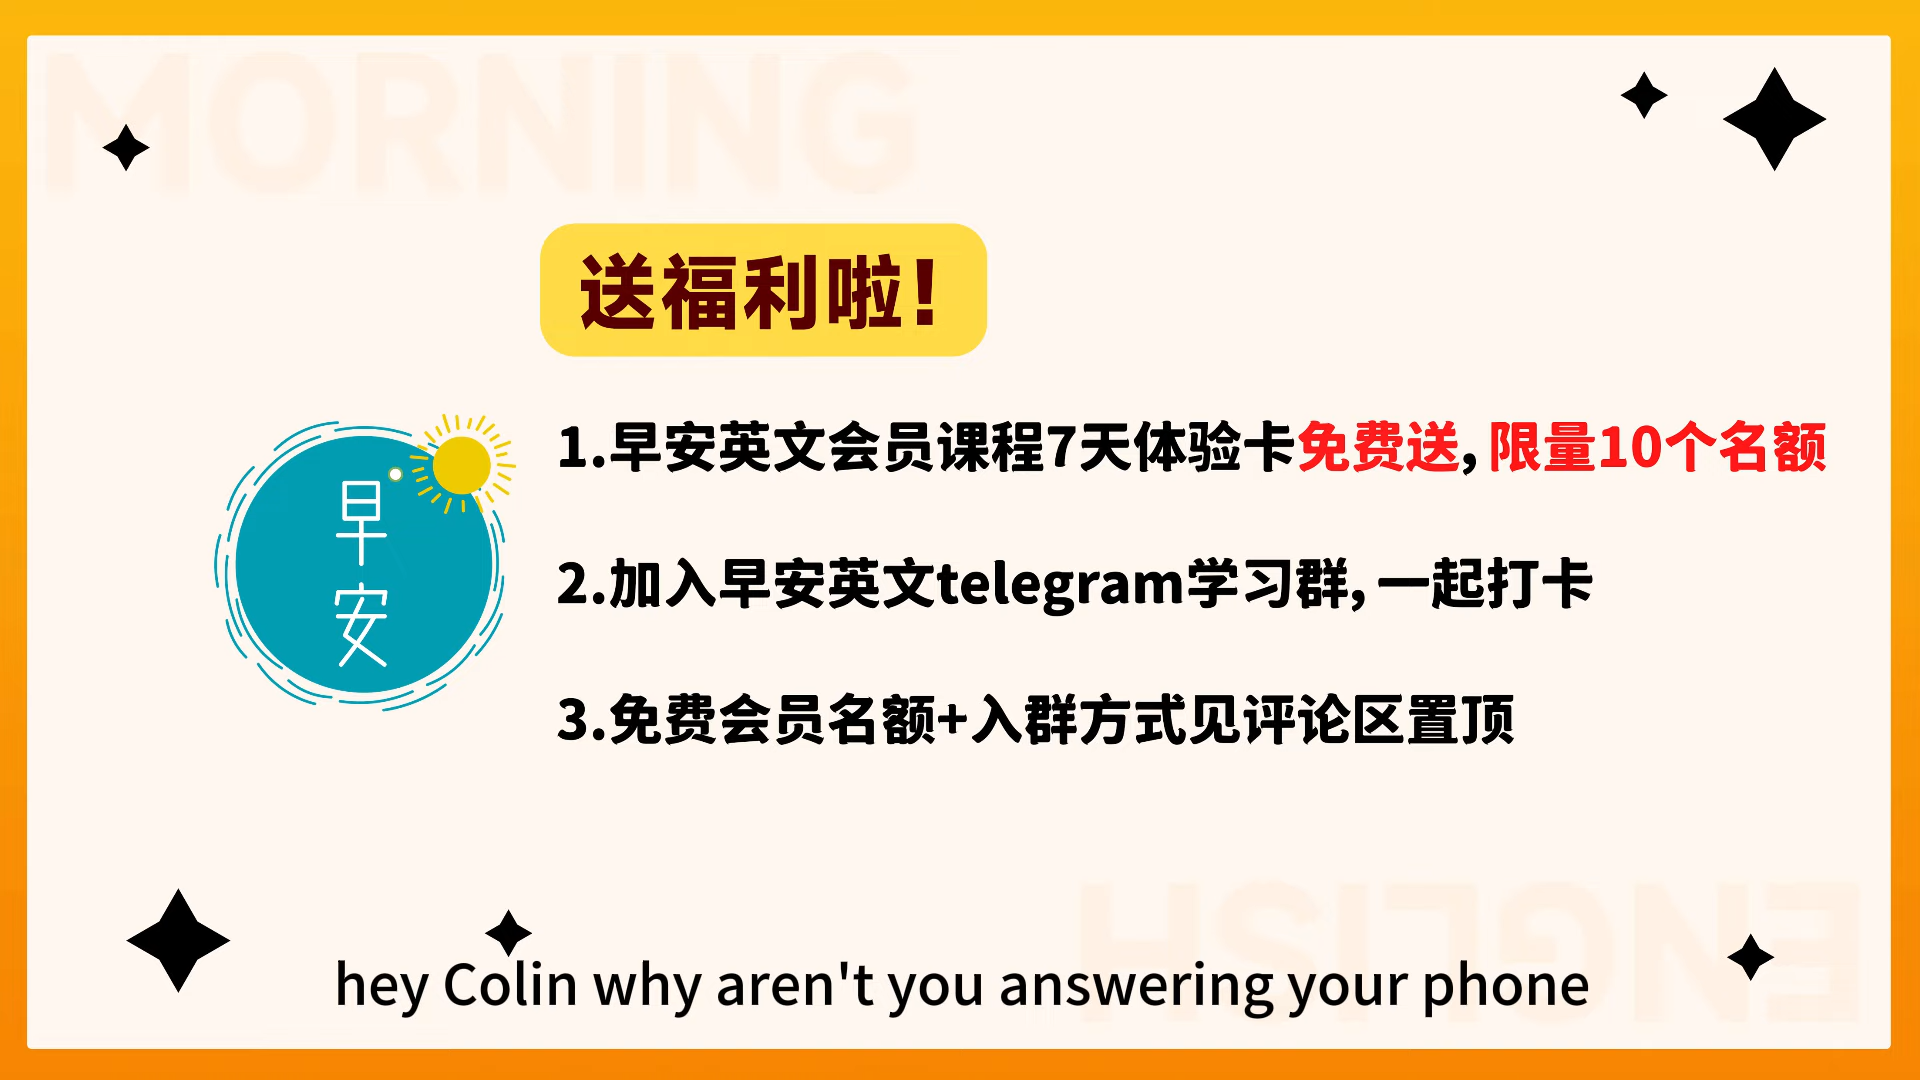 MORNING
送福利啦!
早安
1.早安英文会员课程7天体验卡免费送, 限量10个名额
2.加入早安英文telegram学习群, 一起打卡
3.免费会员名额+入群方式见评论区置顶
ENGLISH
hey Colin why aren't you answering your phone